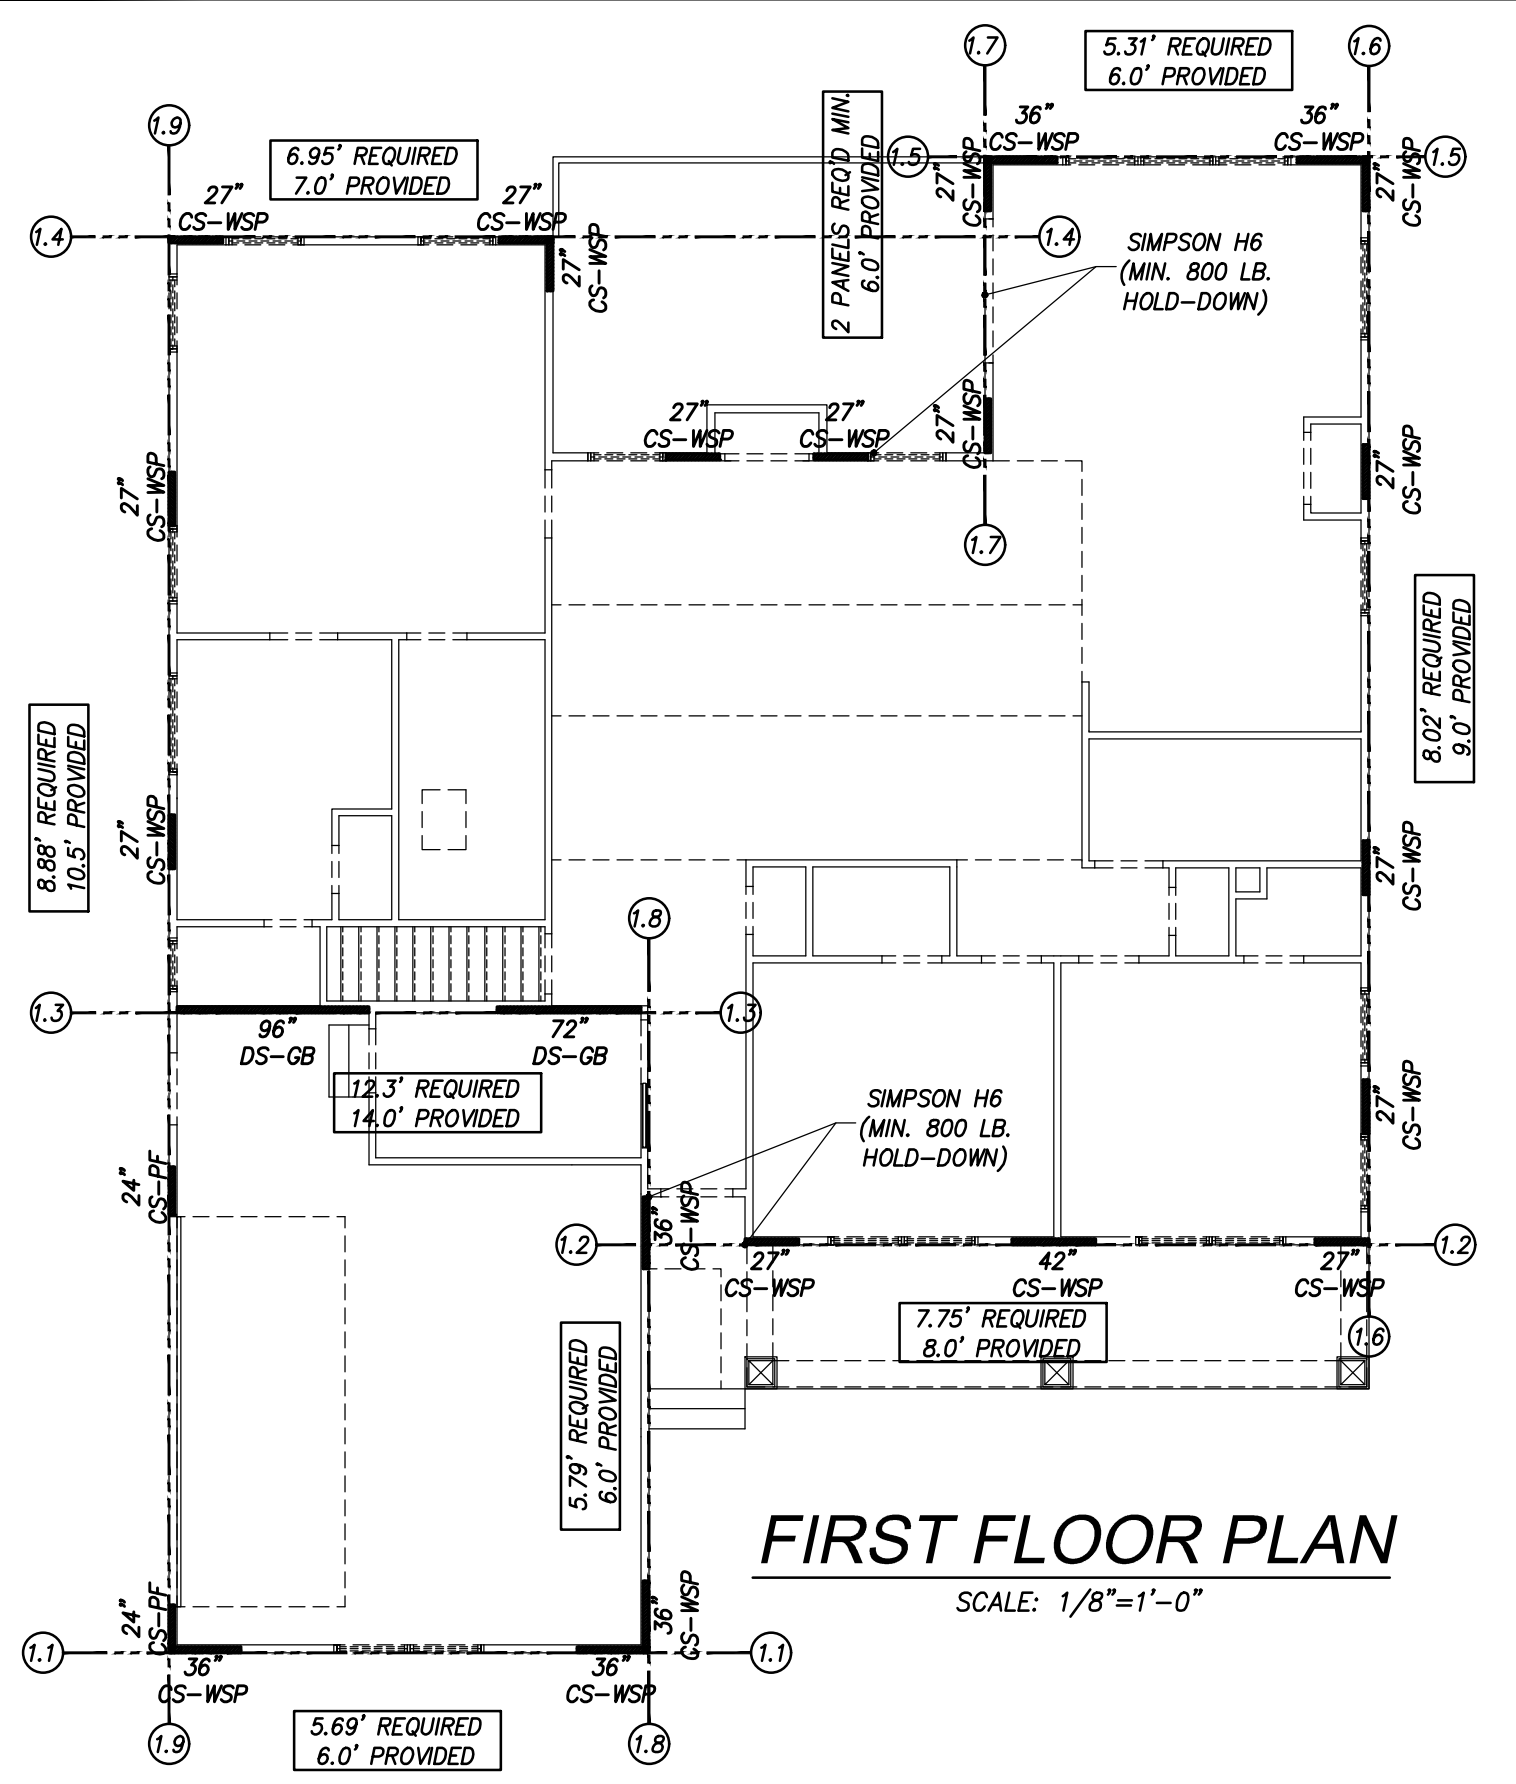 1.7
5.31' REQUIRED
6.0' PROVIDED
1.6
1.9
6.95' REQUIRED
7.0' PROVIDED
2 PANELS REQ'D MIN.
6.0' PROVIDED
36"
CS-WSP
36"
CS-WSP
1.5
1.5
27"
CS-WSP
27"
CS-WSP
27"
CS-WSP
27"
CS-WSP
1.4
1.4
27"
CS-WSP
SIMPSON H6
(MIN. 800 LB.
HOLD-DOWN)
27"
CS-WSP
27"
CS-WSP
27"
CS-WSP
27"
CS-WSP
27"
CS-WSP
1.7
8.02' REQUIRED
9.0' PROVIDED
8.88' REQUIRED
10.5' PROVIDED
27"
CS-WSP
27"
CS-WSP
1.8
1.3
1.3
96"
DS-GB
72"
DS-GB
12.3' REQUIRED
14.0' PROVIDED
SIMPSON H6
(MIN. 800 LB.
HOLD-DOWN)
27"
CS-WSP
24"
CS-PF
36"
CS-WSP
1.2
1.2
27"
CS-WSP
42"
CS-WSP
27"
CS-WSP
7.75' REQUIRED
8.0' PROVIDED
1.6
5.79' REQUIRED
6.0' PROVIDED
FIRST FLOOR PLAN
SCALE: 1/8"=1'-0"
24"
CS-PF
36"
CS-WSP
1.1
1.1
36"
CS-WSP
36"
CS-WSP
5.69' REQUIRED
6.0' PROVIDED
1.9
1.8